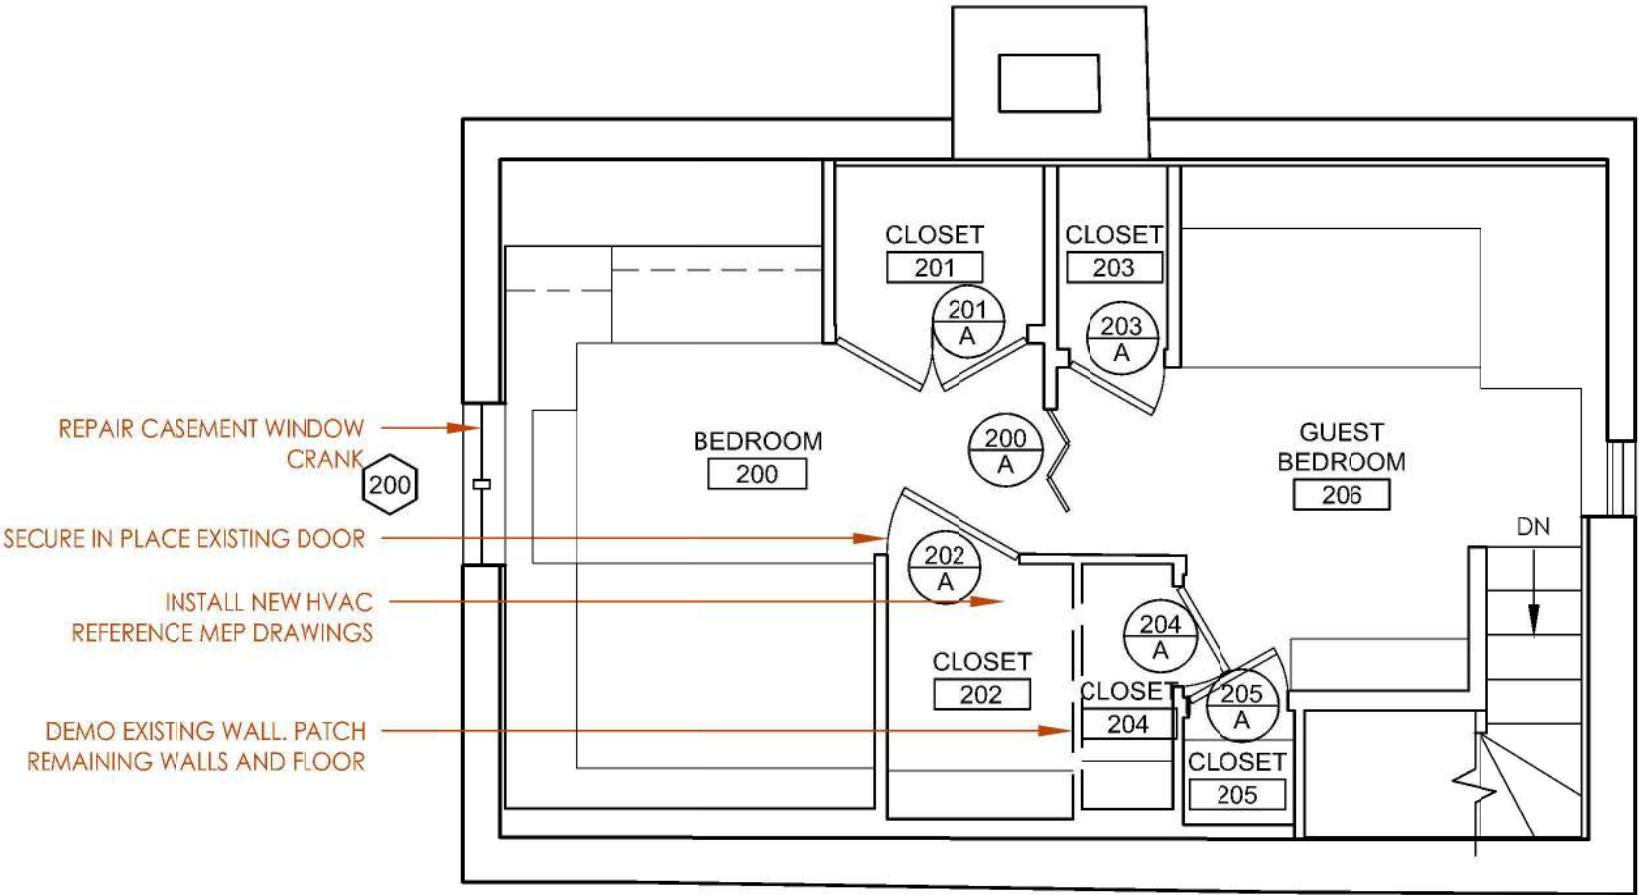 CLOSET
201
CLOSET
203
201
A
203
A
REPAIR CASEMENT WINDOW
CRANK
200
BEDROOM
200
200
A
GUEST
BEDROOM
206
SECURE IN PLACE EXISTING DOOR
DN
202
A
INSTALL NEW HVAC
REFERENCE MEP DRAWINGS
204
A
CLOSET
202
CLOSET
204
205
A
DEMO EXISTING WALL. PATCH
REMAINING WALLS AND FLOOR
CLOSET
205